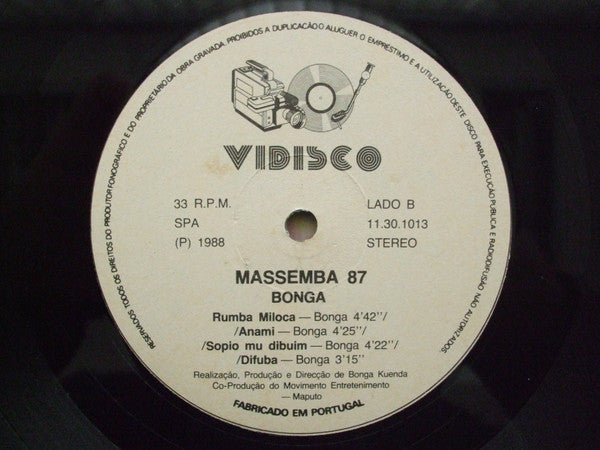 RESERVADOS TODOS OS DIREITOS DO PRODUTOR FONOGRÁFICO E DO PROPRIETÁRIO DA OBRA GRAVADA, PROIBIDOS A DUPLICAÇÃO O ALUGUER O EMPRÉSTIMO E A UTILIZAÇÃO DESTE DISCO PARA EXECUÇÃO PÚBLICA E RADIODIFUSÃO NÃO AUTORIZADOS.
VIDISCO
33 R.P.M.
SPA
(P) 1988
LADO B
11.30.1013
STEREO
MASSEMBA 87
BONGA
Rumba Miloca — Bonga 4'42''/
/Anami — Bonga 4'25''/
/Sopio mu dibuim — Bonga 4'22''/
/Difuba — Bonga 3'15''
Realização, Produção e Direcção de Bonga Kuenda
Co-Produção do Movimento Entretenimento
— Maputo
FABRICADO EM PORTUGAL